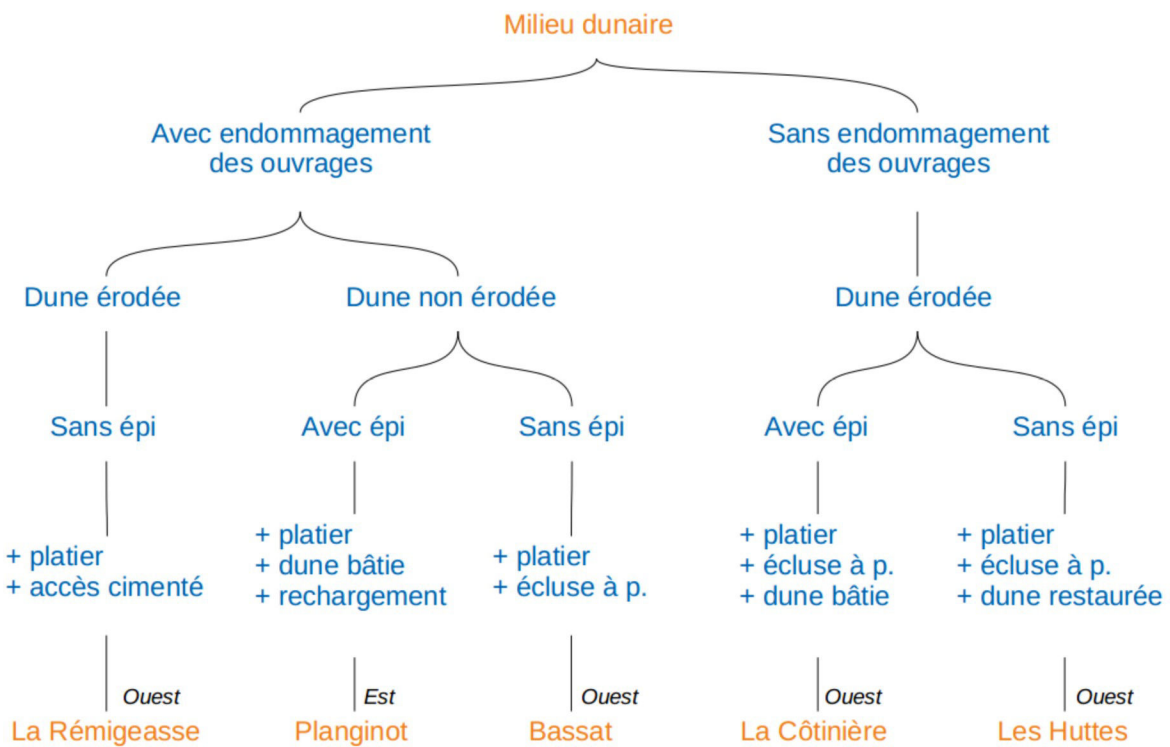 Milieu dunaire
Avec endommagement
des ouvrages
Sans endommagement
des ouvrages
Dune érodée
Dune non érodée
Dune érodée
Sans épi
Avec épi
Sans épi
Avec épi
Sans épi
+ platier
+ accès cimenté
+ platier
+ dune bâtie
+ rechargement
+ platier
+ écluse à p.
+ platier
+ écluse à p.
+ dune bâtie
+ platier
+ écluse à p.
+ dune restaurée
Ouest
Est
Ouest
Ouest
Ouest
La Rémigeasse
Planginot
Bassat
La Côtinière
Les Huttes